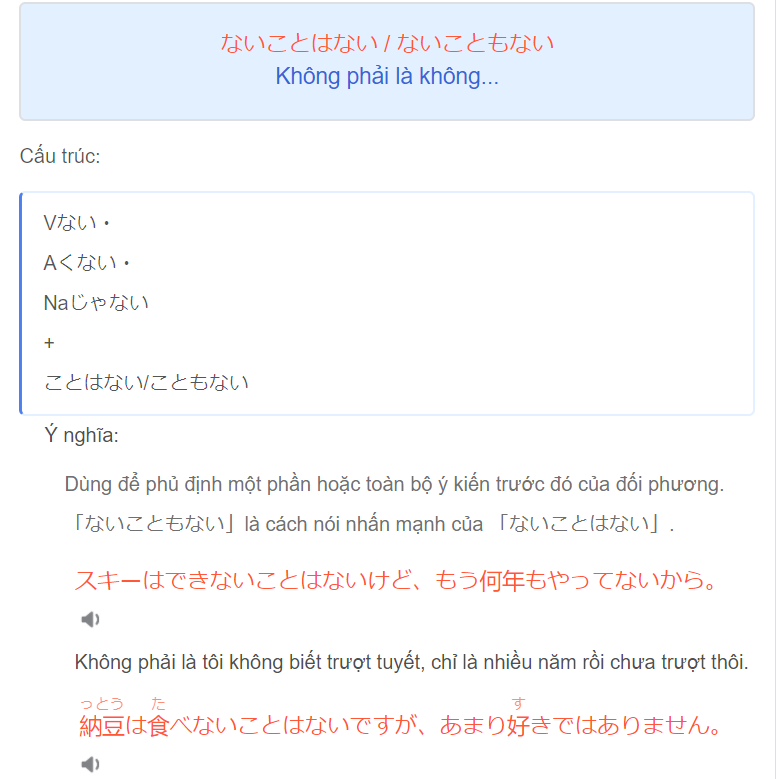 ないことはない / ないこともない
Không phải là không...
Cấu trúc:
Vない・
Aくない・
Naじゃない
+
ことはない/こともない
Ý nghĩa:
Dùng để phủ định một phần hoặc toàn bộ ý kiến trước đó của đối phương.
「ないこともない」là cách nói nhấn mạnh của 「ないことはない」.
スキーはできないことはないけど、もう何年もやってないから。
Không phải là tôi không biết trượt tuyết, chỉ là nhiều năm rồi chưa trượt thôi.
っとう た す
納豆は食べないことはないですが、あまり好きではありません。